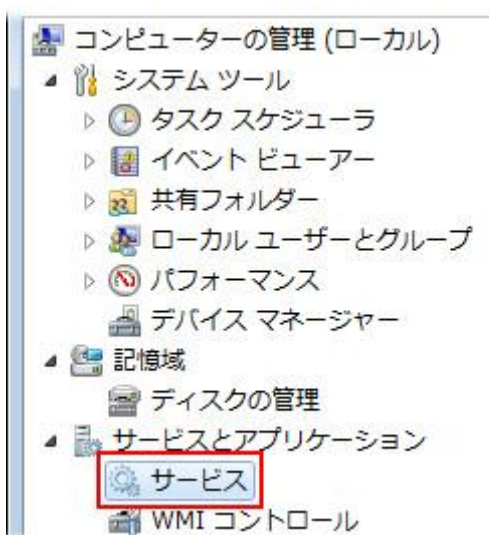 コンピューターの管理 (ローカル)
システム ツール
タスク スケジューラ
イベント ビューアー
共有フォルダー
ローカル ユーザーとグループ
パフォーマンス
デバイス マネージャー
記憶域
ディスクの管理
サービスとアプリケーション
サービス
WMI コントロール